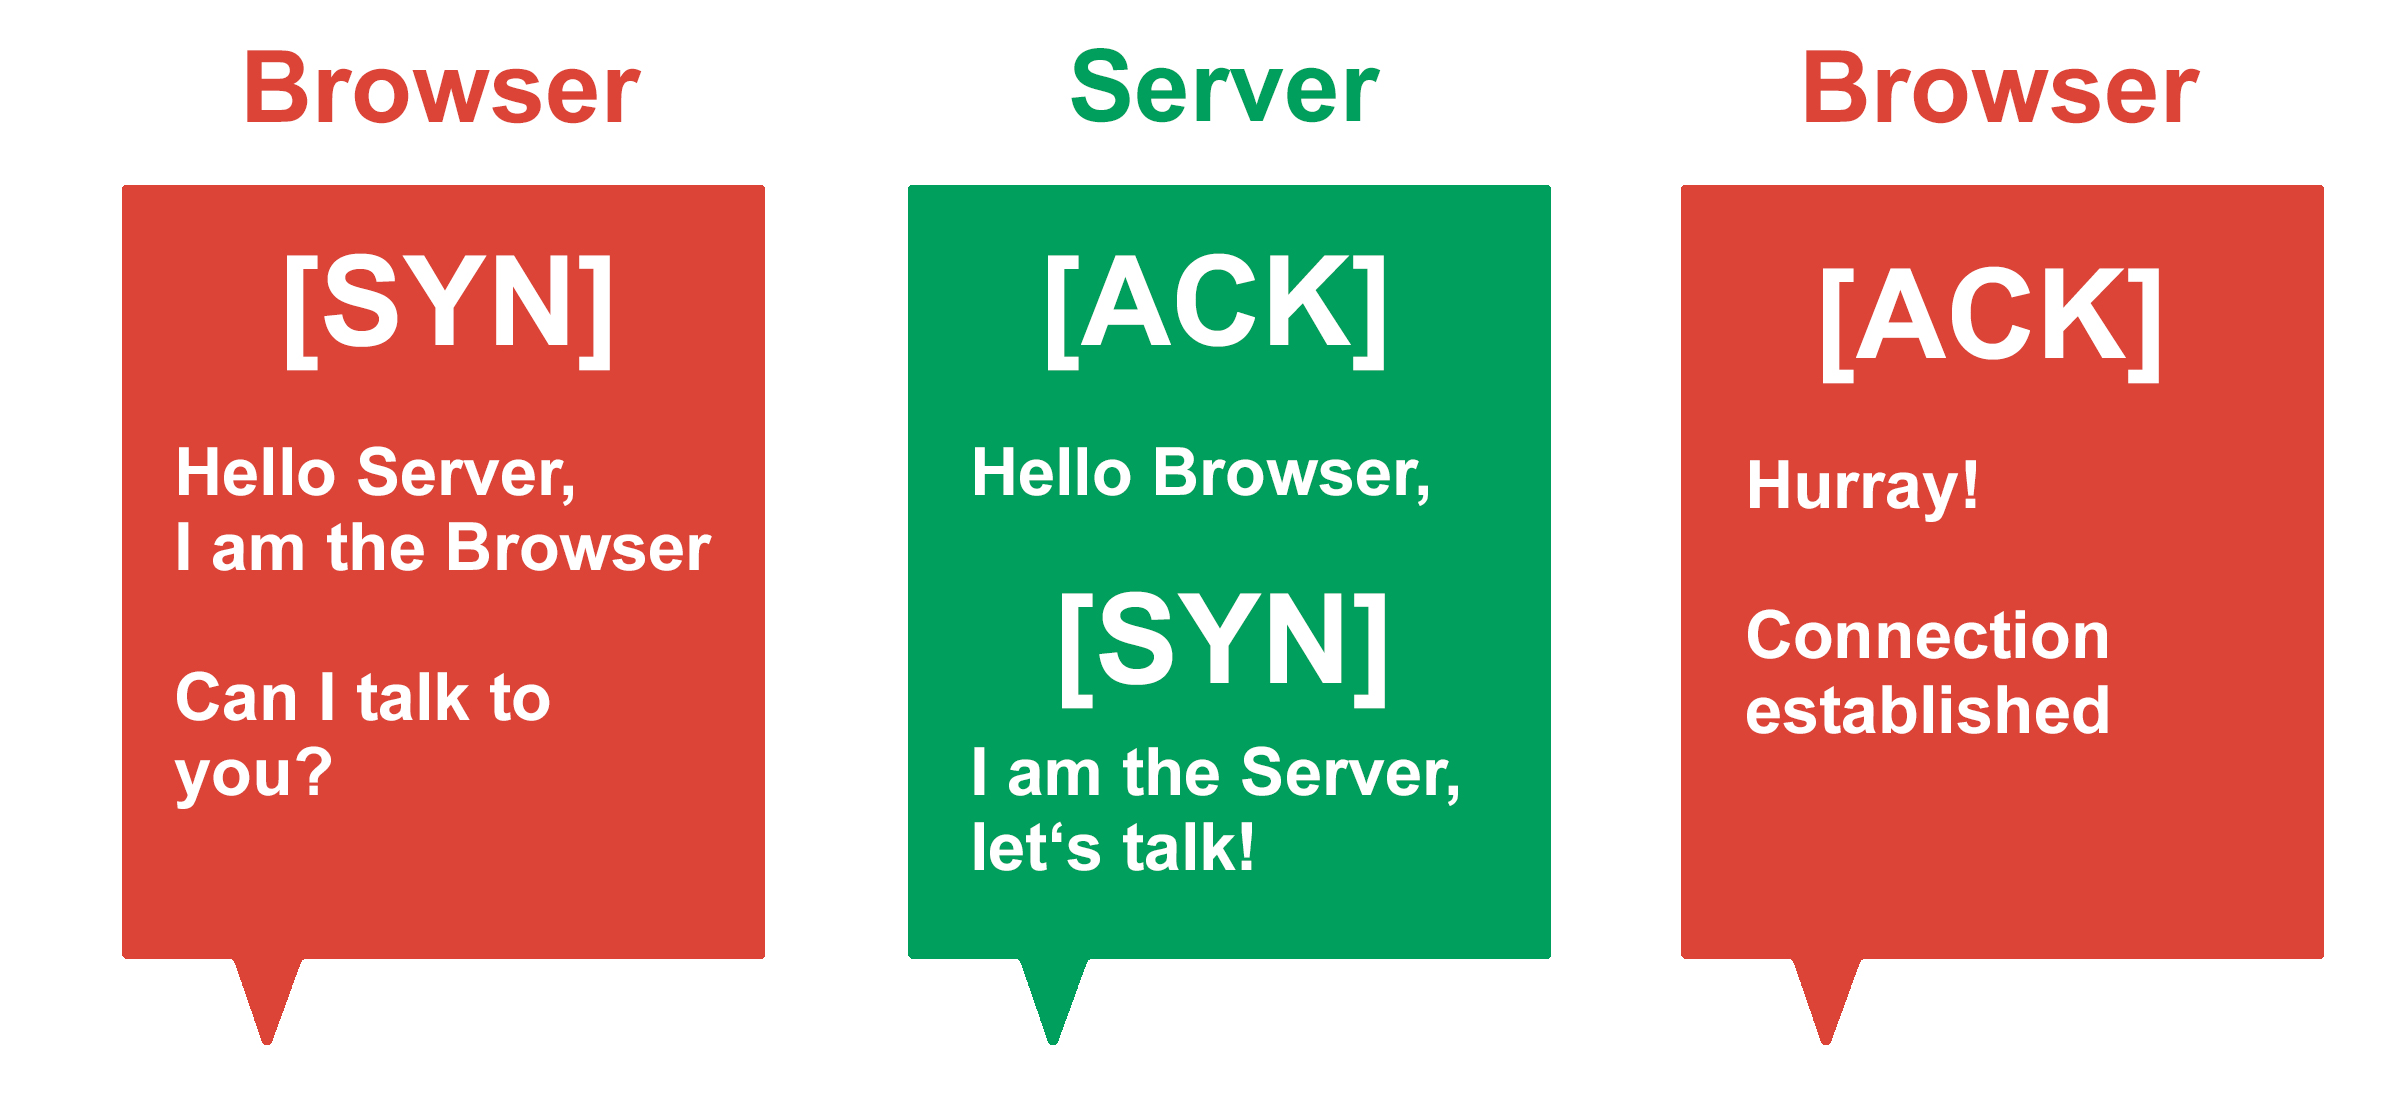 Browser
[SYN]
Hello Server,
I am the Browser
Can I talk to
you?
Server
[ACK]
Hello Browser,
[SYN]
I am the Server,
let‘s talk!
Browser
[ACK]
Hurray!
Connection
established